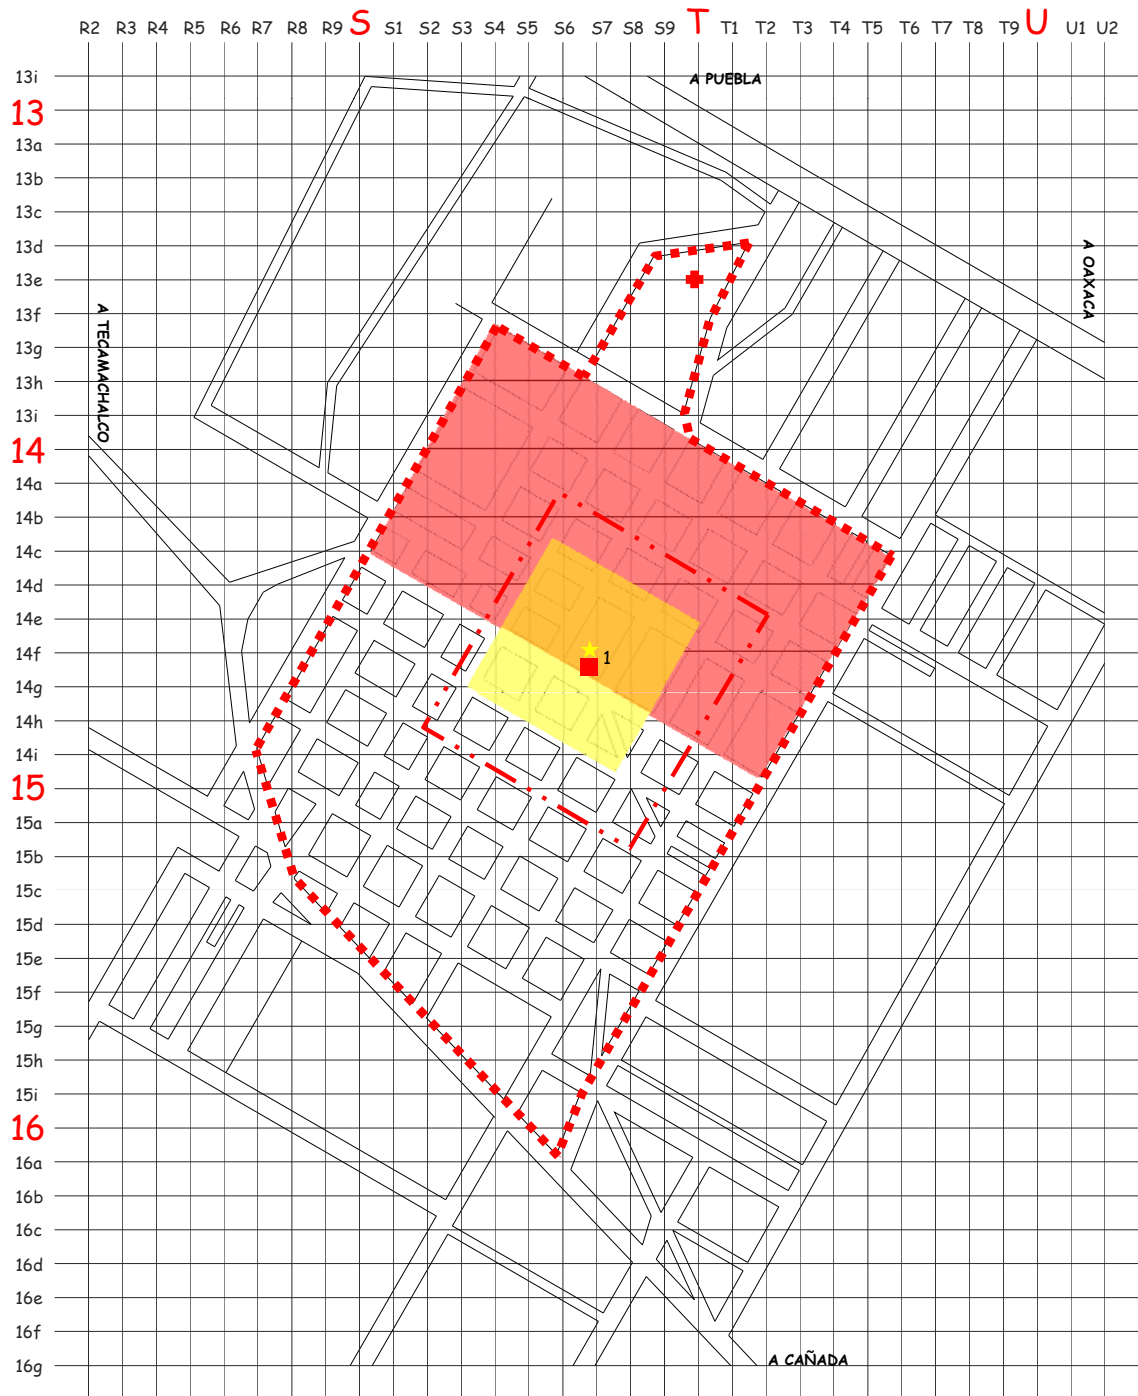 R2 R3 R4 R5 R6 R7 R8 R9 S S1 S2 S3 S4 S5 S6 S7 S8 S9 T T1 T2 T3 T4 T5 T6 T7 T8 T9 U U1 U2
13i
A PUEBLA
13
13a
13b
13c
13d
A OAXACA
13e
13f
A TECAMACHALCO
13g
13h
13i
14
14a
14b
14c
14d
14e
14f
1
14g
14h
14i
15
15a
15b
15c
15d
15e
15f
15g
15h
15i
16
16a
16b
16c
16d
16e
16f
A CAÑADA
16g